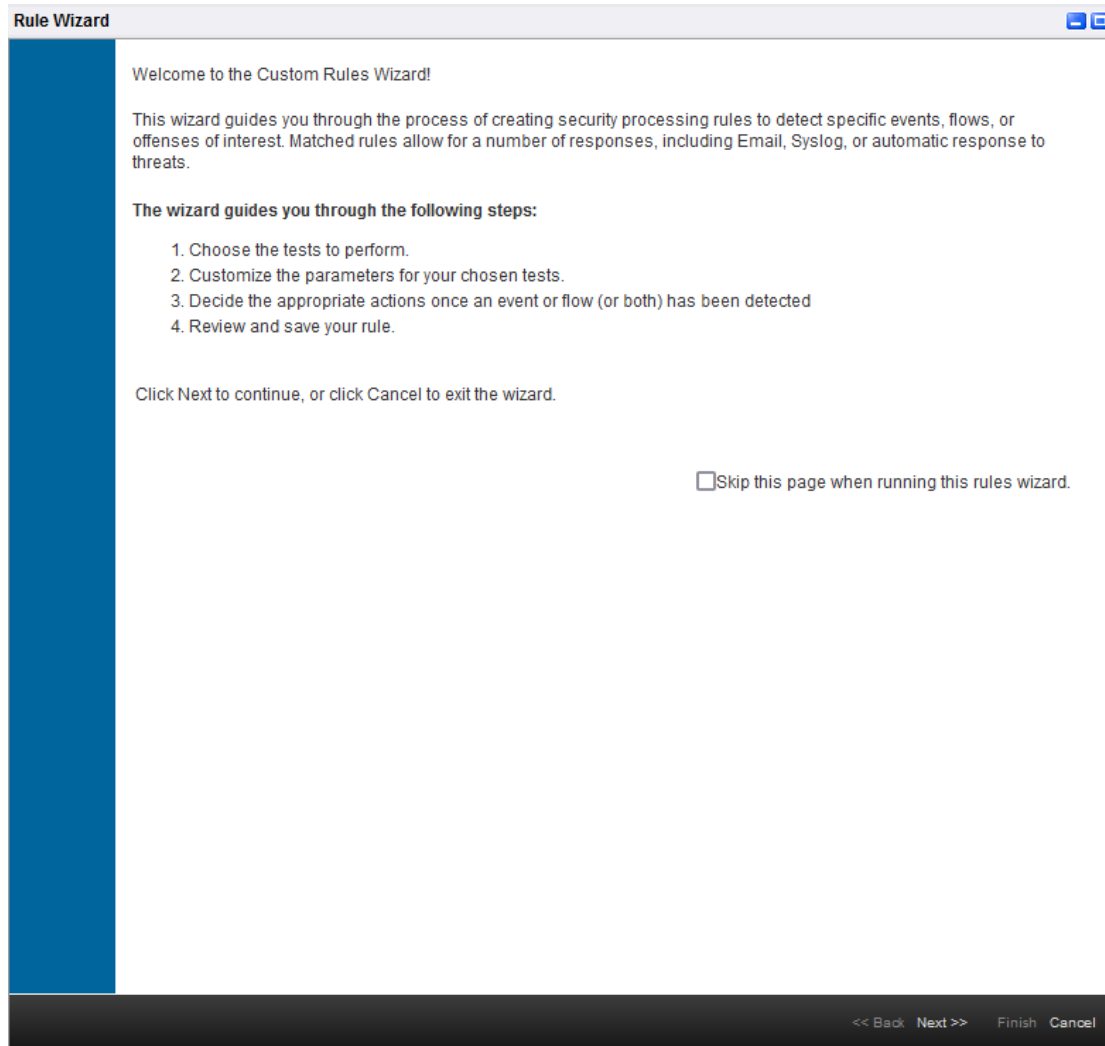 Rule Wizard
Welcome to the Custom Rules Wizard!
This wizard guides you through the process of creating security processing rules to detect specific events, flows, or
offenses of interest. Matched rules allow for a number of responses, including Email, Syslog, or automatic response to
threats.
The wizard guides you through the following steps:
1. Choose the tests to perform.
2. Customize the parameters for your chosen tests.
3. Decide the appropriate actions once an event or flow (or both) has been detected
4. Review and save your rule.
Click Next to continue, or click Cancel to exit the wizard.
Skip this page when running this rules wizard.
<< Back Next >> Finish Cancel